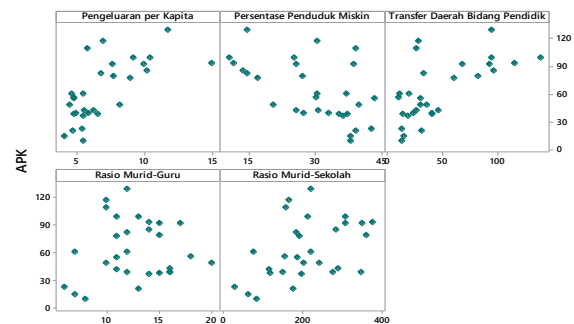 Pengeluaran per Kapita Persentase Penduduk Miskin Transfer Daerah Bidang Pendidik
120
90
60
30
0
5 10 15 15 30 45 0 50 100
APK
Rasio Murid-Guru Rasio Murid-Sekolah
120
90
60
30
0
10 15 20 0 200 400